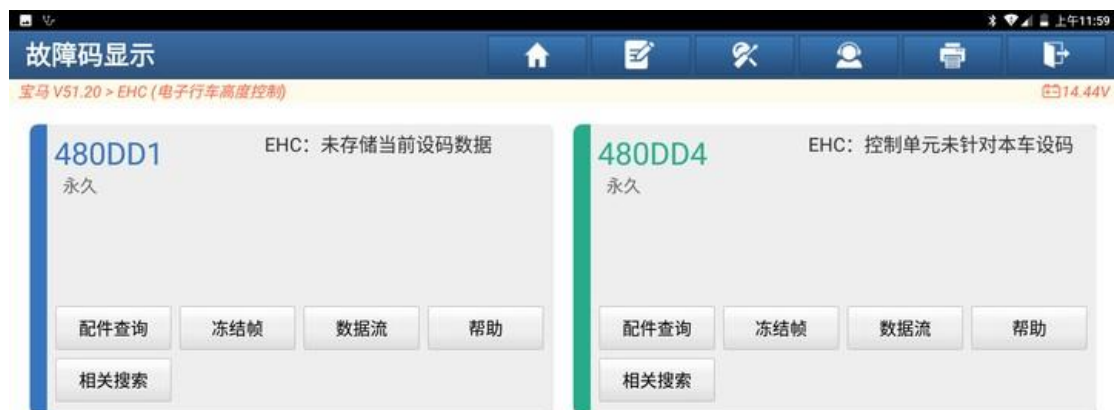 上午11:59
故障码显示
宝马 V51.20 > EHC (电子行车高度控制)
14.44V
480DD1
EHC：未存储当前设码数据
永久
配件查询 冻结帧 数据流 帮助
相关搜索
480DD4
EHC：控制单元未针对本车设码
永久
配件查询 冻结帧 数据流 帮助
相关搜索